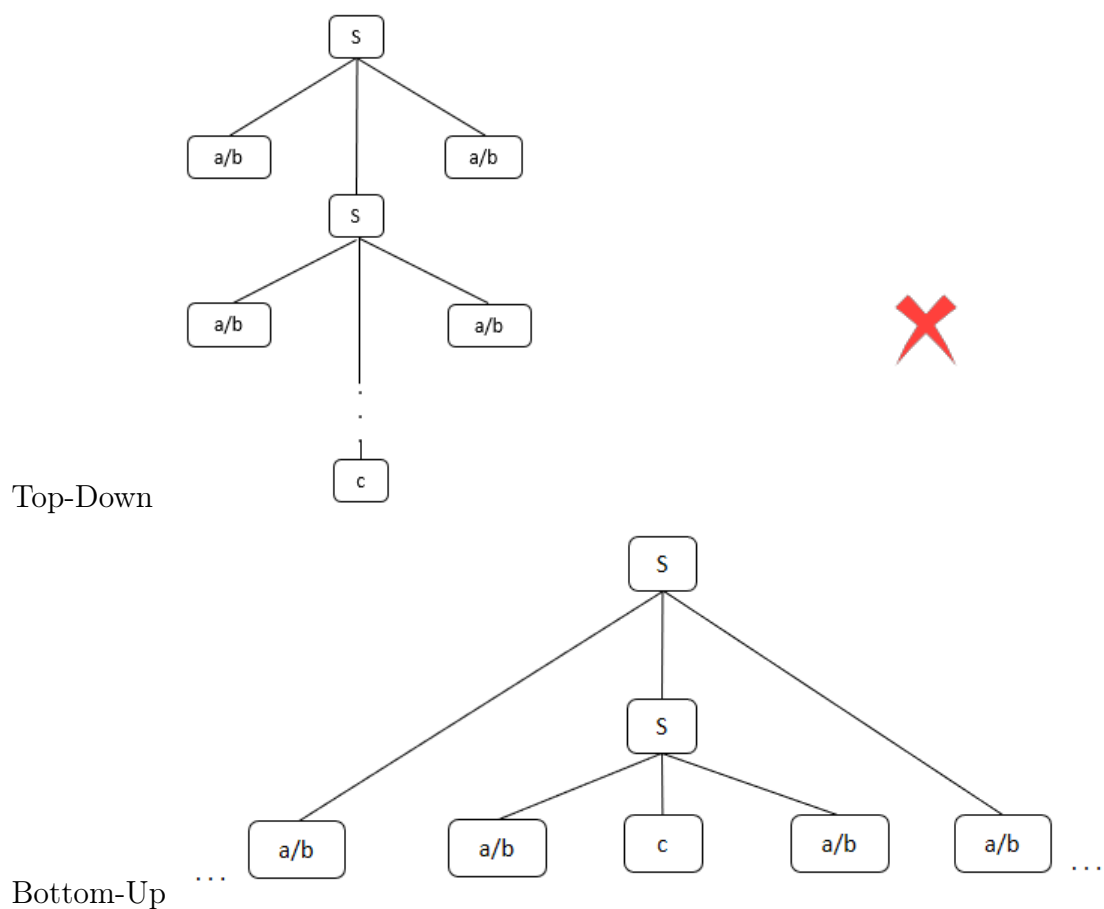 S
a/b a/b
S
a/b a/b
.
.
.
c
Top-Down
S
S
a/b a/b c a/b a/b
... ...
Bottom-Up